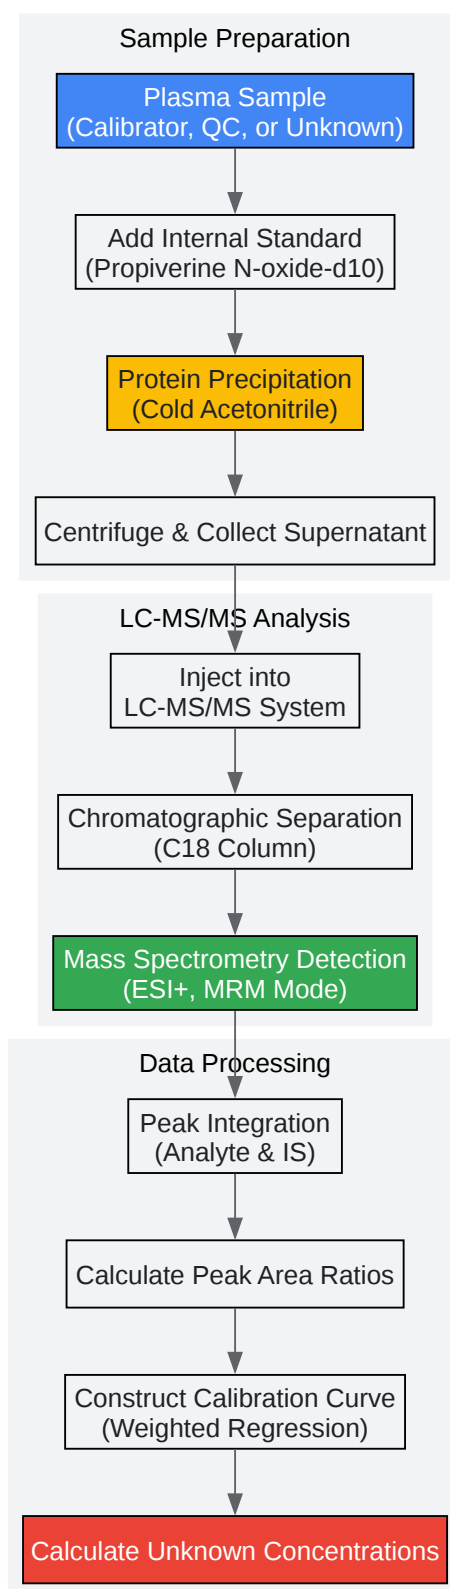 Sample Preparation
Plasma Sample
(Calibrator, QC, or Unknown)
Add Internal Standard
(Propiverine N-oxide-d10)
Protein Precipitation
(Cold Acetonitrile)
Centrifuge & Collect Supernatant
LC-MS/MS Analysis
Inject into
LC-MS/MS System
Chromatographic Separation
(C18 Column)
Mass Spectrometry Detection
(ESI+, MRM Mode)
Data Processing
Peak Integration
(Analyte & IS)
Calculate Peak Area Ratios
Construct Calibration Curve
(Weighted Regression)
Calculate Unknown Concentrations